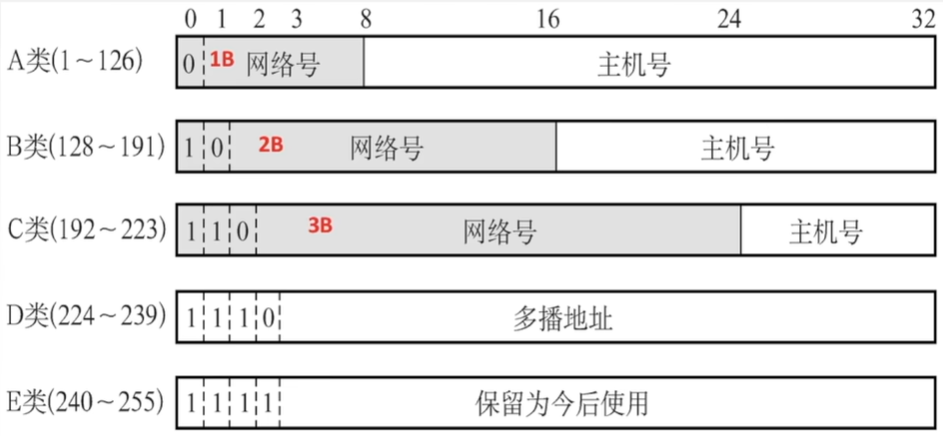 0 1 2 3 8 16 24 32
A类(1～126) 0 1B 网络号 主机号
B类(128～191) 1 0 2B 网络号 主机号
C类(192～223) 1 1 0 3B 网络号 主机号
D类(224～239) 1 1 1 0 多播地址
E类(240～255) 1 1 1 1 保留为今后使用